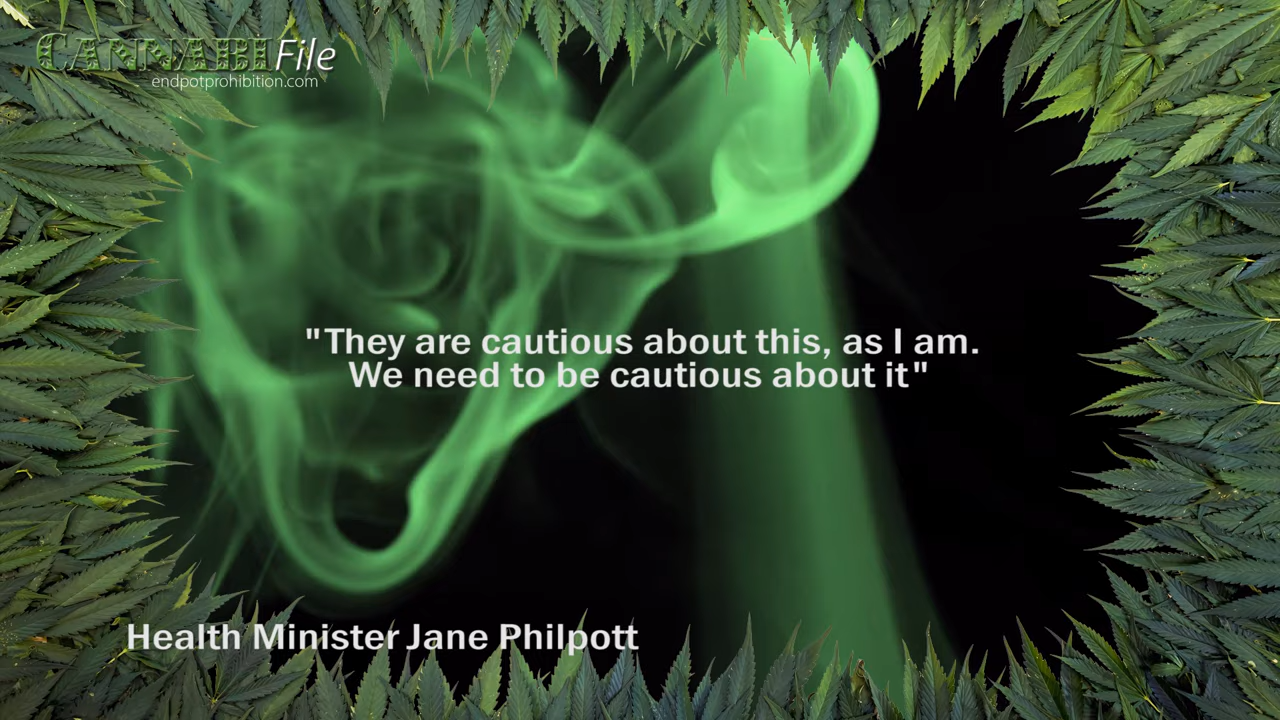 CANNABIFile
endpotprohibition.com
"They are cautious about this, as I am.
We need to be cautious about it"
Health Minister Jane Philpott